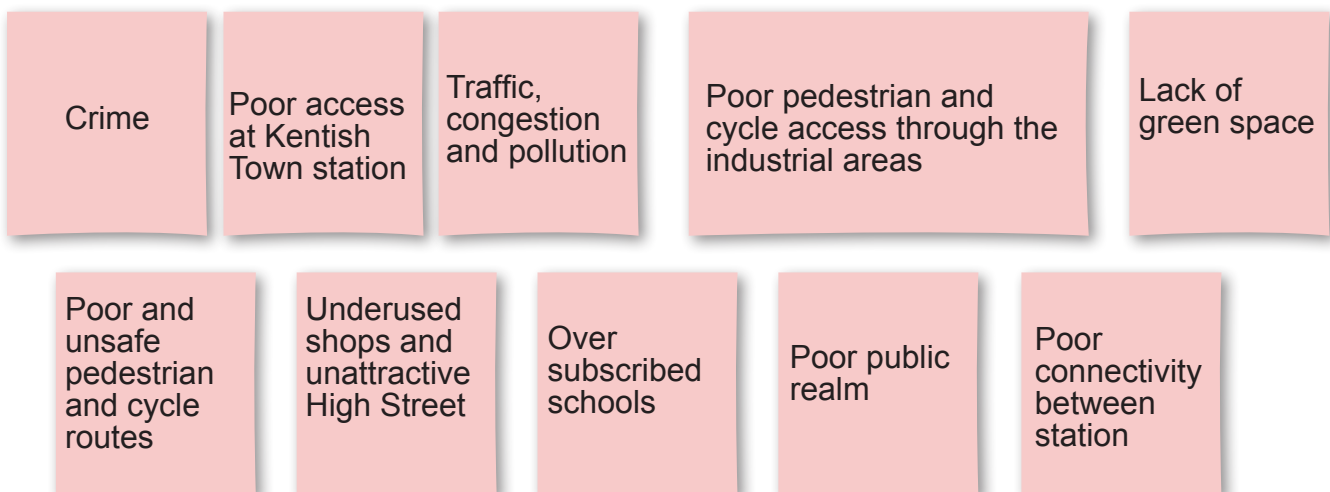 Crime
Poor access
at Kentish
Town station
Traffic,
congestion
and pollution
Poor pedestrian and
cycle access through the
industrial areas
Lack of
green space
Poor and
unsafe
pedestrian
and cycle
routes
Underused
shops and
unattractive
High Street
Over
subscribed
schools
Poor public
realm
Poor
connectivity
between
station